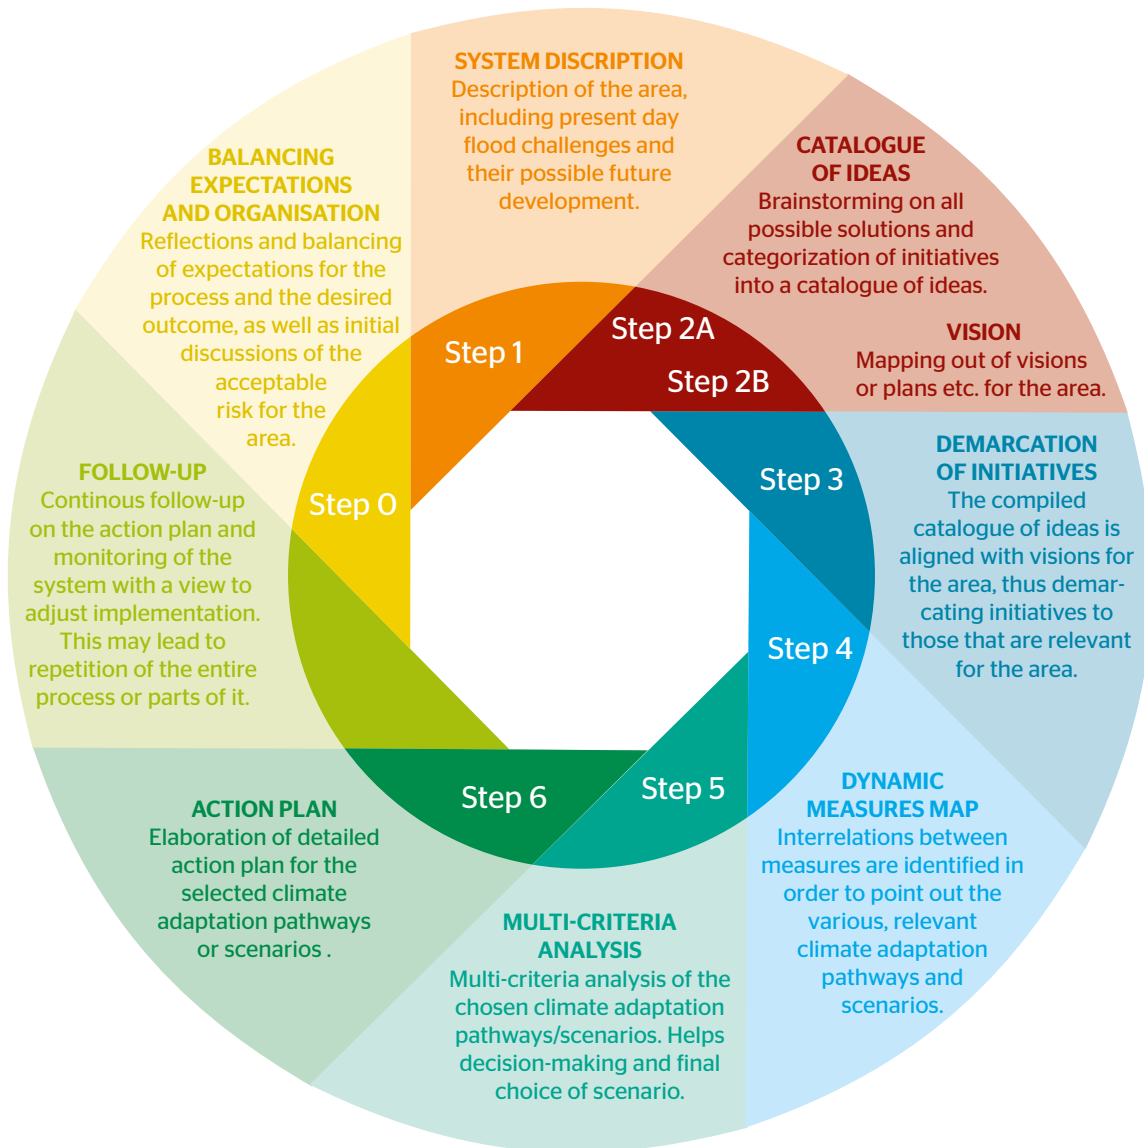 BALANCING
EXPECTATIONS
AND ORGANISATION
Reflections and balancing
of expectations for the
process and the desired
outcome, as well as initial
discussions of the
acceptable
risk for the
area.
Step 0
SYSTEM DISCRIPTION
Description of the area,
including present day
flood challenges and
their possible future
development.
Step 1
CATALOGUE
OF IDEAS
Brainstorming on all
possible solutions and
categorization of initiatives
into a catalogue of ideas.
Step 2A
VISION
Mapping out of visions
or plans etc. for the area.
Step 2B
DEMARCATION
OF INITIATIVES
The compiled
catalogue of ideas is
aligned with visions for
the area, thus demar-
cating initiatives to
those that are relevant
for the area.
Step 3
DYNAMIC
MEASURES MAP
Interrelations between
measures are identified in
order to point out the
various, relevant
climate adaptation
pathways and
scenarios.
Step 4
MULTI-CRITERIA
ANALYSIS
Multi-criteria analysis of the
chosen climate adaptation
pathways/scenarios. Helps
decision-making and final
choice of scenario.
Step 5
ACTION PLAN
Elaboration of detailed
action plan for the
selected climate
adaptation pathways
or scenarios .
Step 6
FOLLOW-UP
Continous follow-up
on the action plan and
monitoring of the
system with a view to
adjust implementation.
This may lead to
repetition of the entire
process or parts of it.